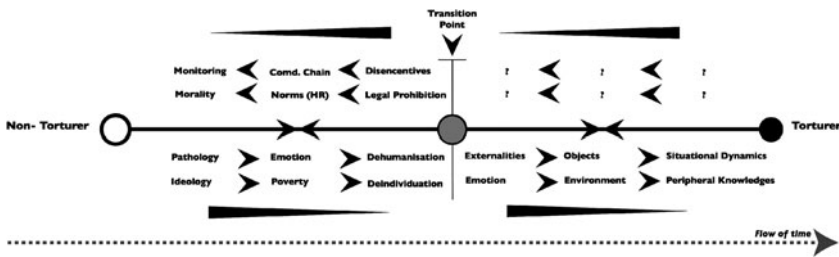 Transition
Point
Monitoring Comd. Chain Disencentives ? ? ?
Morality Norms (HR) Legal Prohibition ? ? ?
Non- Torturer Torturer
Pathology Emotion Dehumanisation Externalities Objects Situational Dynamics
Ideology Poverty Deindividuation Emotion Environment Peripheral Knowledges
Flow of time